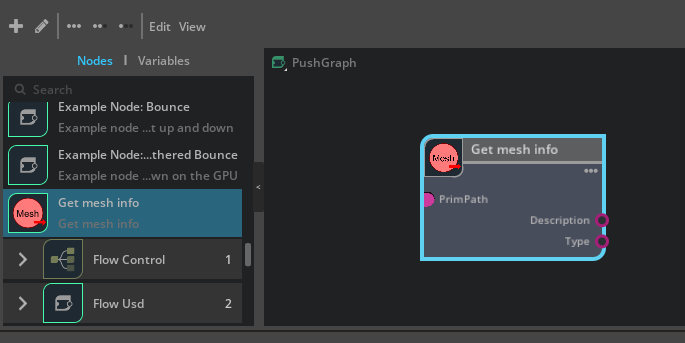 Edit View
Nodes | Variables
PushGraph
Search
Example Node: Bounce
Example node ...t up and down
Example Node:...thered Bounce
Example node ...wn on the GPU
Mesh
Get mesh info
Get mesh info
Flow Control 1
Flow Usd 2
<
Mesh
Get mesh info
PrimPath
Description
Type